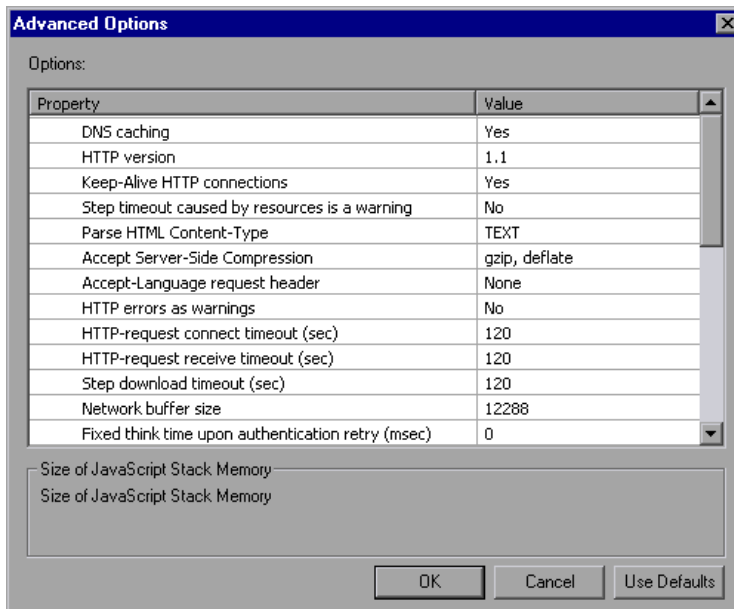 Advanced Options
Options:
Property Value
DNS caching Yes
HTTP version 1.1
Keep-Alive HTTP connections Yes
Step timeout caused by resources is a warning No
Parse HTML Content-Type TEXT
Accept Server-Side Compression gzip, deflate
Accept-Language request header None
HTTP errors as warnings No
HTTP-request connect timeout (sec) 120
HTTP-request receive timeout (sec) 120
Step download timeout (sec) 120
Network buffer size 12288
Fixed think time upon authentication retry (msec) 0
Size of JavaScript Stack Memory
Size of JavaScript Stack Memory
OK Cancel Use Defaults